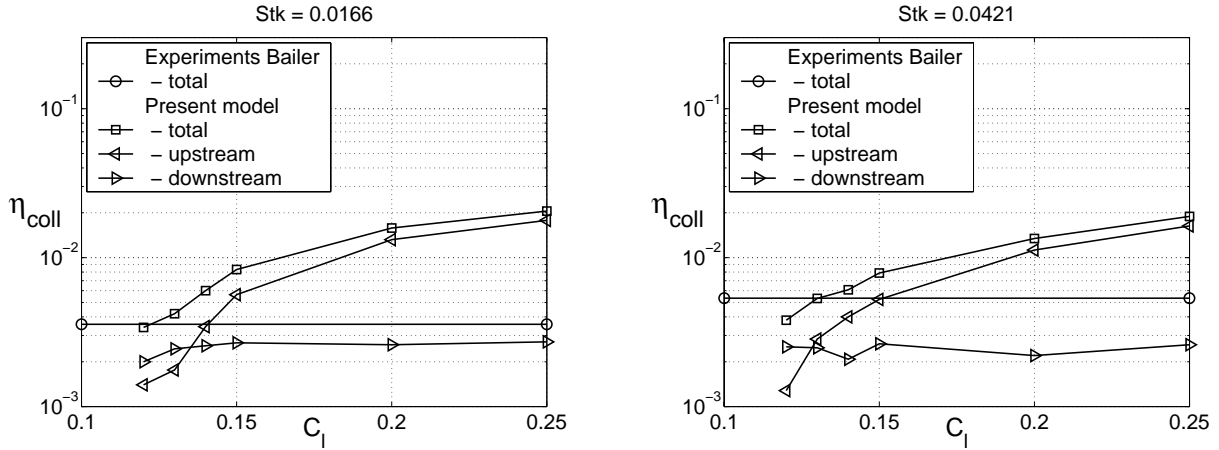 Stk = 0.0166
Experiments Bailer
– total
Present model
– total
– upstream
– downstream
10⁻¹
η_coll
10⁻²
10⁻³
0.1
0.15
0.2
0.25
C_l
Stk = 0.0421
Experiments Bailer
– total
Present model
– total
– upstream
– downstream
10⁻¹
η_coll
10⁻²
10⁻³
0.1
0.15
0.2
0.25
C_l